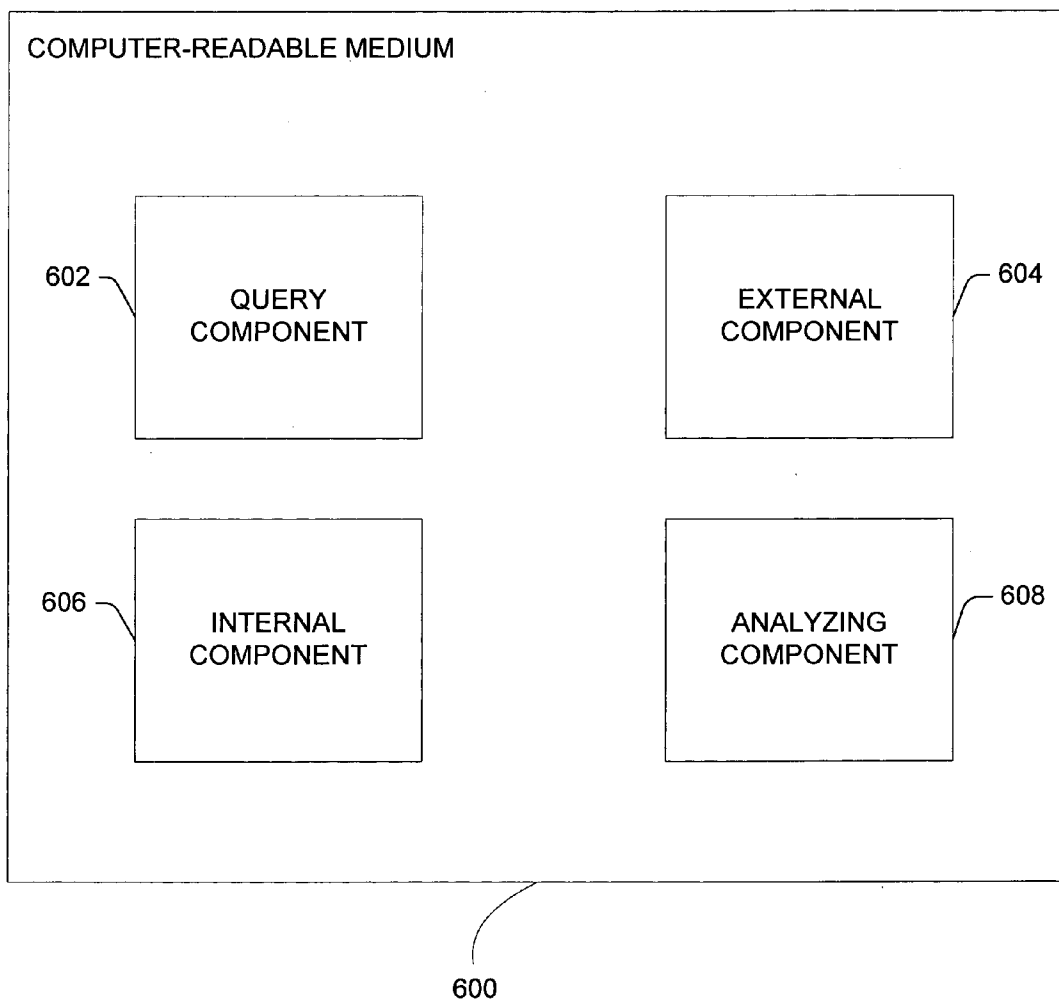 COMPUTER-READABLE MEDIUM
602
QUERY
COMPONENT
EXTERNAL
COMPONENT
604
606
INTERNAL
COMPONENT
ANALYZING
COMPONENT
608
600